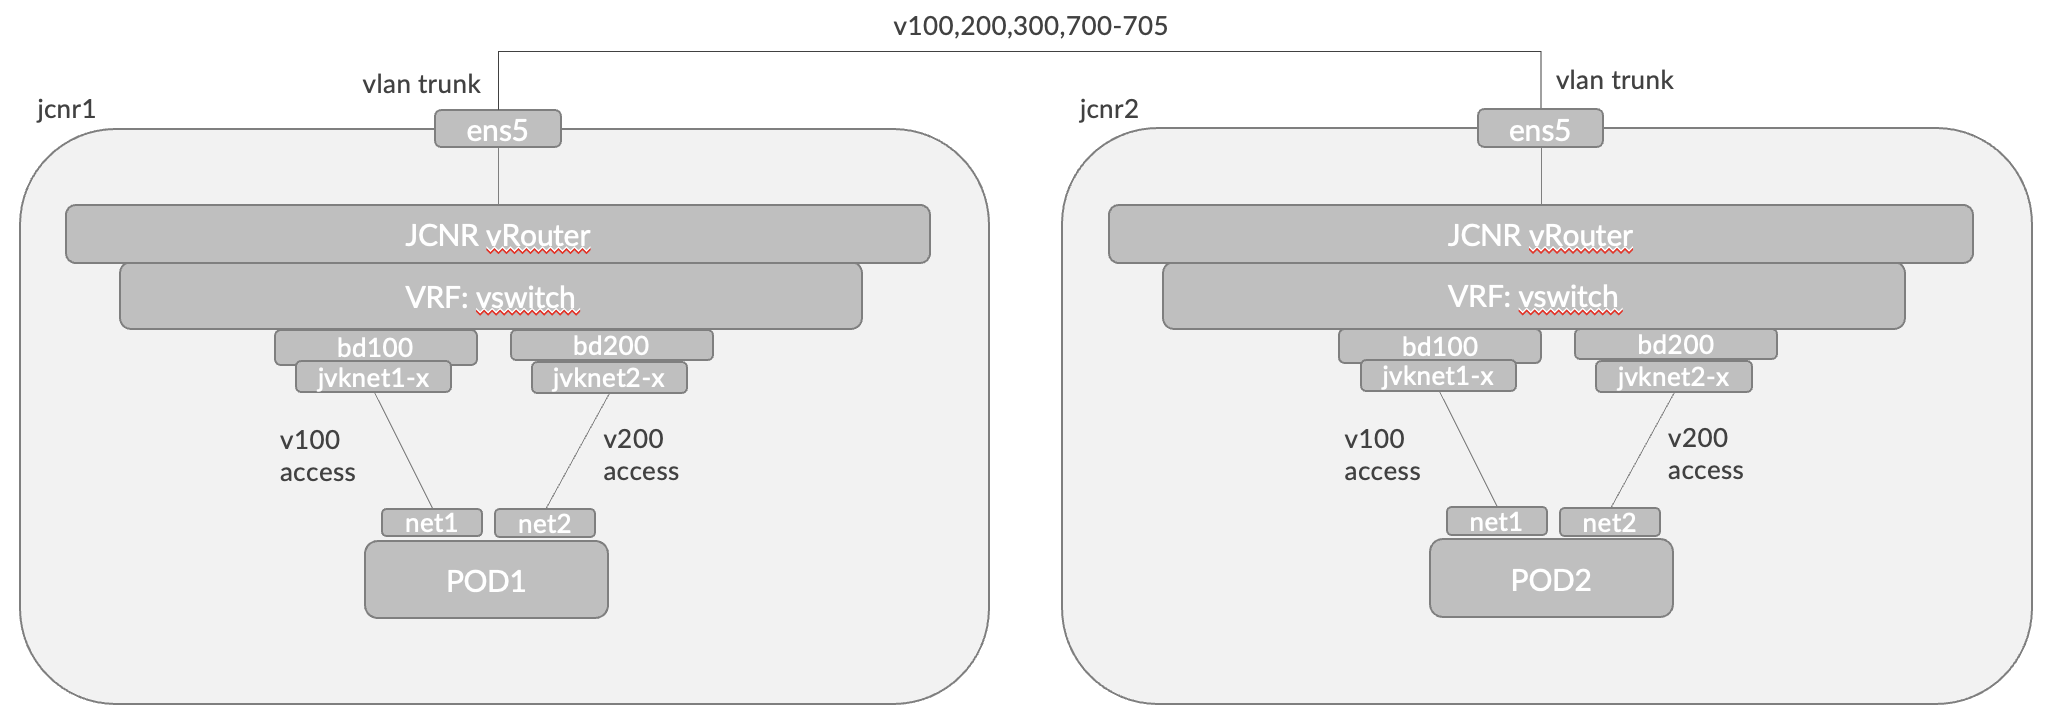 v100,200,300,700-705
vlan trunk
vlan trunk
jcnr1
jcnr2
ens5
ens5
JCNR vRouter
JCNR vRouter
VRF: vswitch
VRF: vswitch
bd100
bd200
bd100
bd200
jvknet1-x
jvknet2-x
jvknet1-x
jvknet2-x
v100
access
v200
access
v100
access
v200
access
net1
net2
net1
net2
POD1
POD2